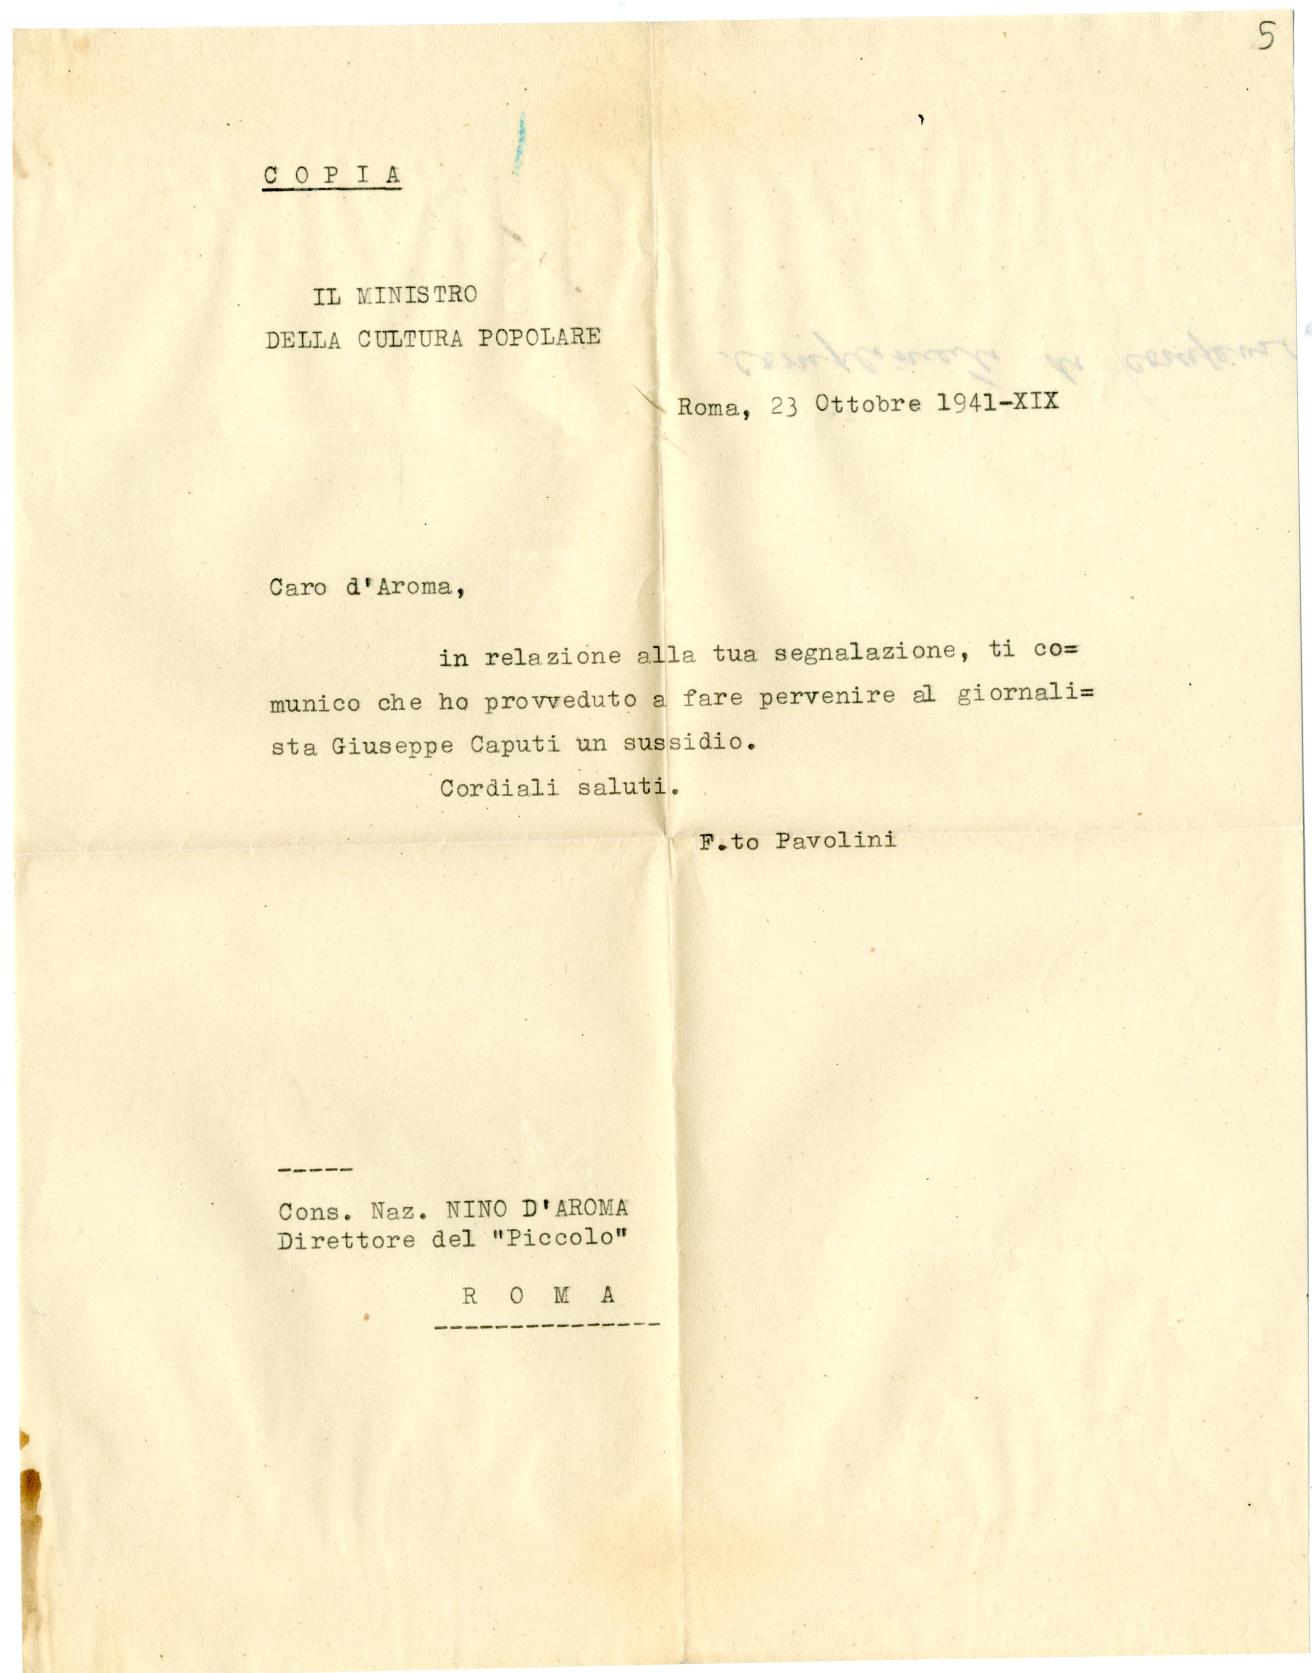 5
C O P I A
IL MINISTRO
DELLA CULTURA POPOLARE
Roma, 23 Ottobre 1941-XIX
Caro d'Aroma,
in relazione alla tua segnalazione, ti co=
munico che ho provveduto a fare pervenire al giornali=
sta Giuseppe Caputi un sussidio.
Cordiali saluti.
F.to Pavolini
-----
Cons. Naz. NINO D'AROMA
Direttore del "Piccolo"
R O M A
---------------